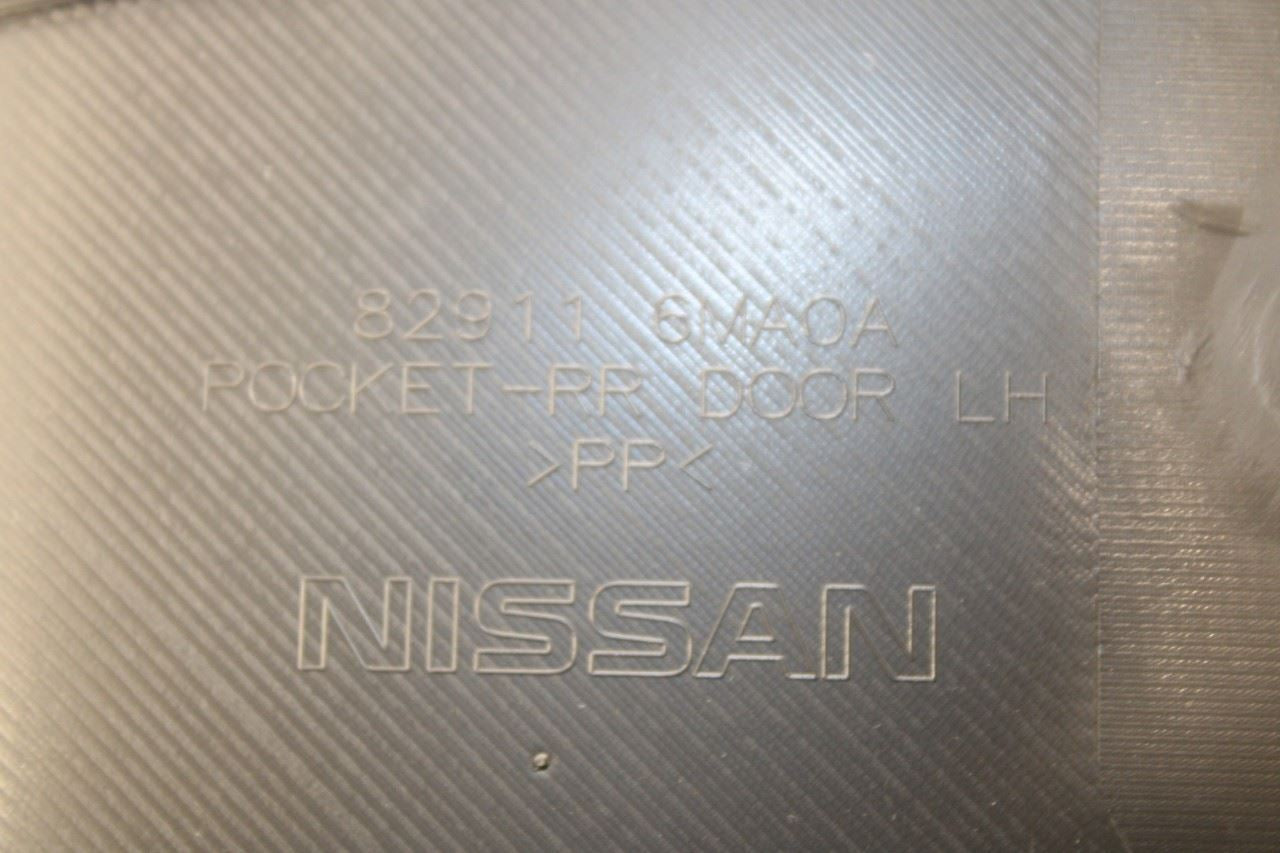 82911 6MA0A
POCKET-RR DOOR LH
>PP<
NISSAN